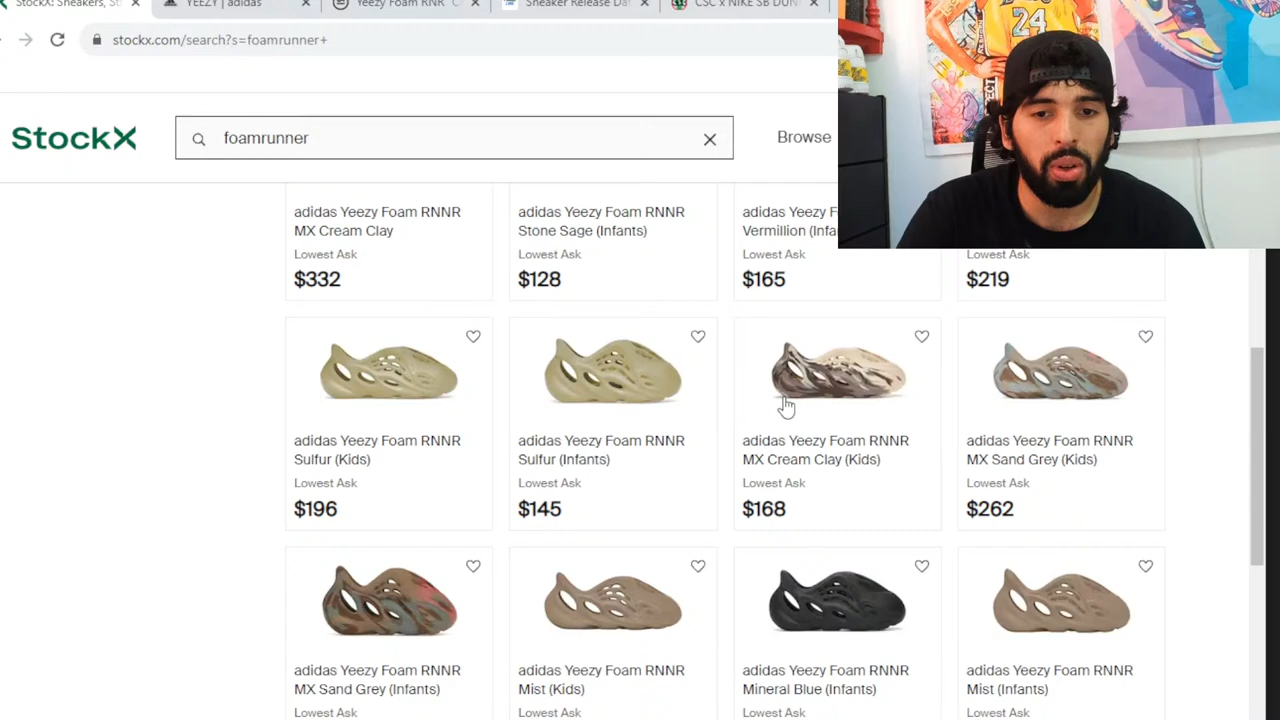 StockX: Sneakers, St
YEEZY | adidas
Yeezy Foam RNR
Sneaker Release Dat
CSC x NIKE SB DUN
stockx.com/search?s=foamrunner+
24
StockX
foamrunner
Browse
adidas Yeezy Foam RNNR
MX Cream Clay
Lowest Ask
$332
adidas Yeezy Foam RNNR
Stone Sage (Infants)
Lowest Ask
$128
adidas Yeezy F
Vermillion (Infa
Lowest Ask
$165
Lowest Ask
$219
adidas Yeezy Foam RNNR
Sulfur (Kids)
Lowest Ask
$196
adidas Yeezy Foam RNNR
Sulfur (Infants)
Lowest Ask
$145
adidas Yeezy Foam RNNR
MX Cream Clay (Kids)
Lowest Ask
$168
adidas Yeezy Foam RNNR
MX Sand Grey (Kids)
Lowest Ask
$262
adidas Yeezy Foam RNNR
MX Sand Grey (Infants)
Lowest Ask
adidas Yeezy Foam RNNR
Mist (Kids)
Lowest Ask
adidas Yeezy Foam RNNR
Mineral Blue (Infants)
Lowest Ask
adidas Yeezy Foam RNNR
Mist (Infants)
Lowest Ask